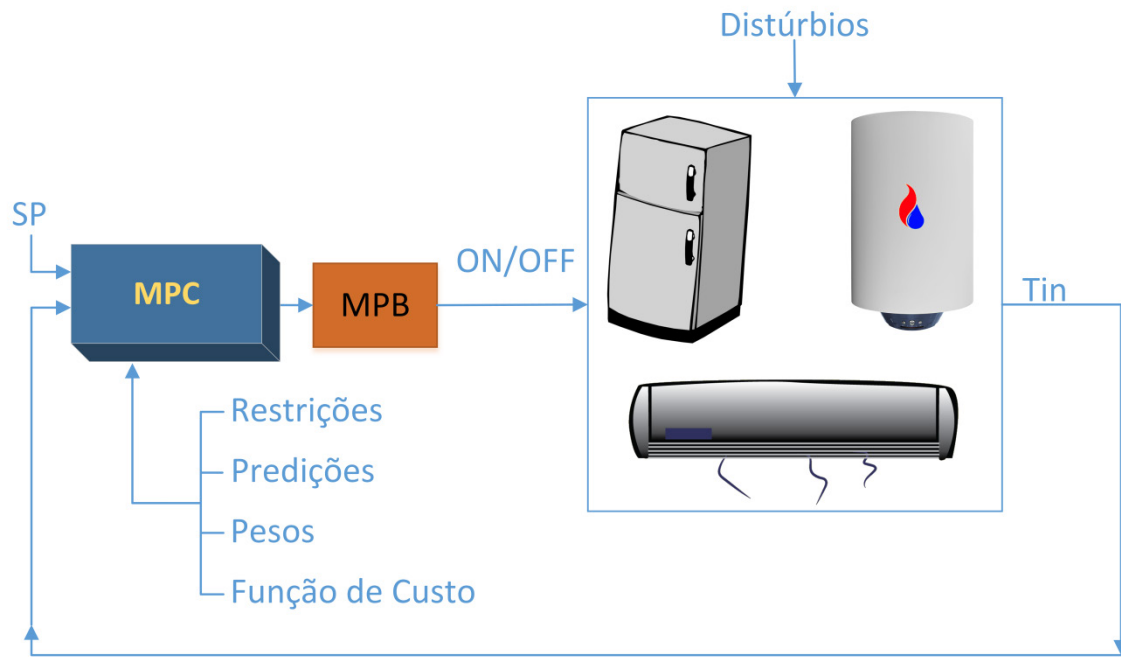 Distúrbios
SP
MPC
MPB
ON/OFF
Tin
Restrições
Predições
Pesos
Função de Custo